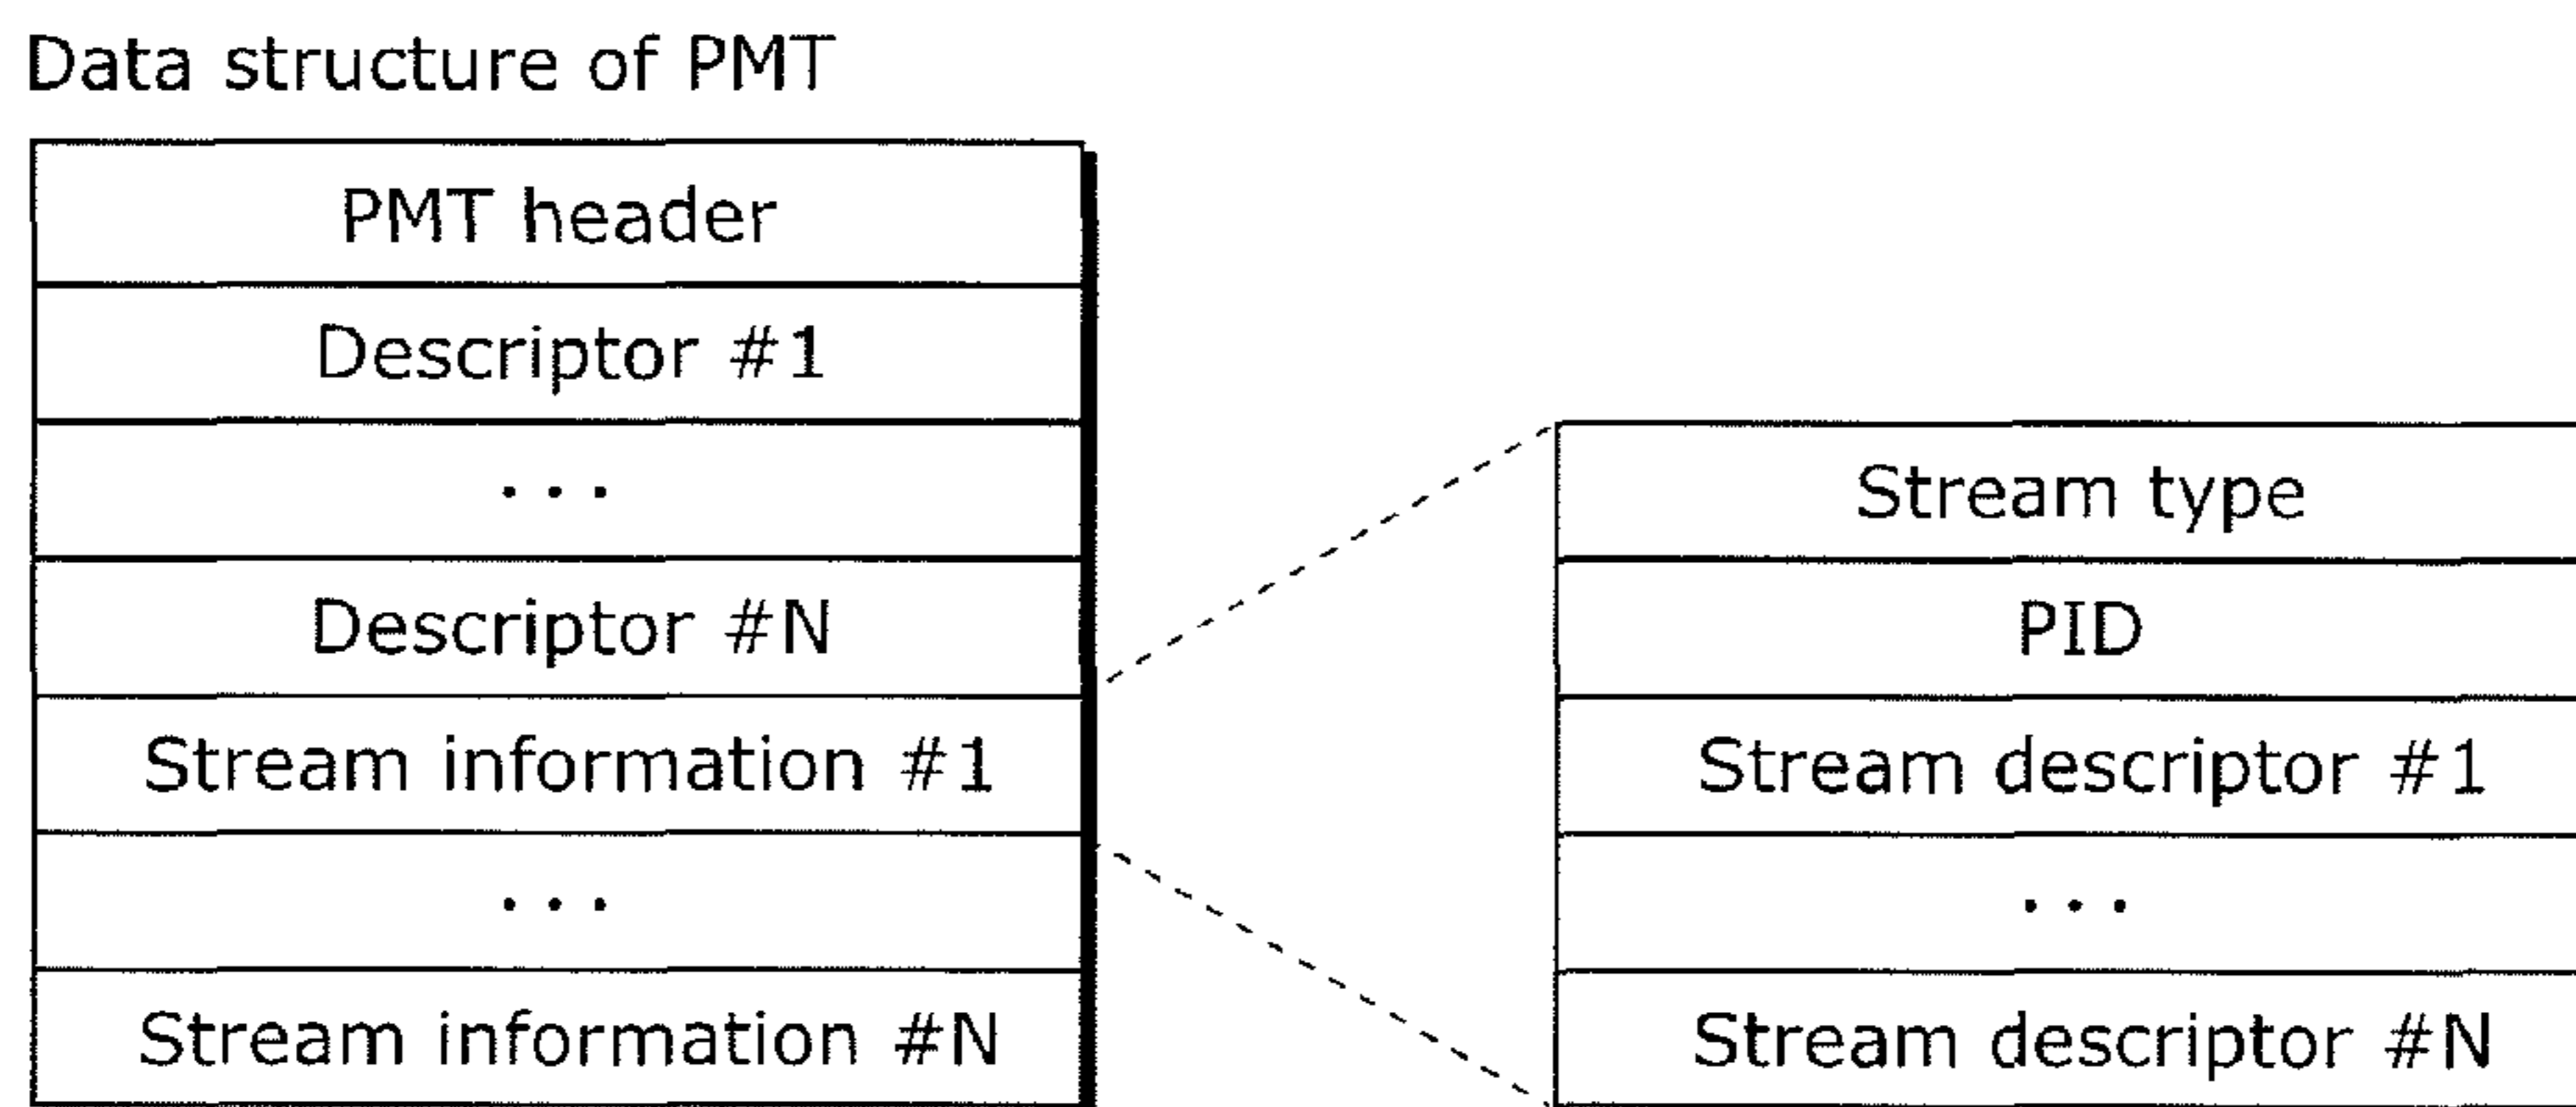 Data structure of PMT
PMT header
Descriptor #1
...
Descriptor #N
Stream information #1
...
Stream information #N
Stream type
PID
Stream descriptor #1
...
Stream descriptor #N